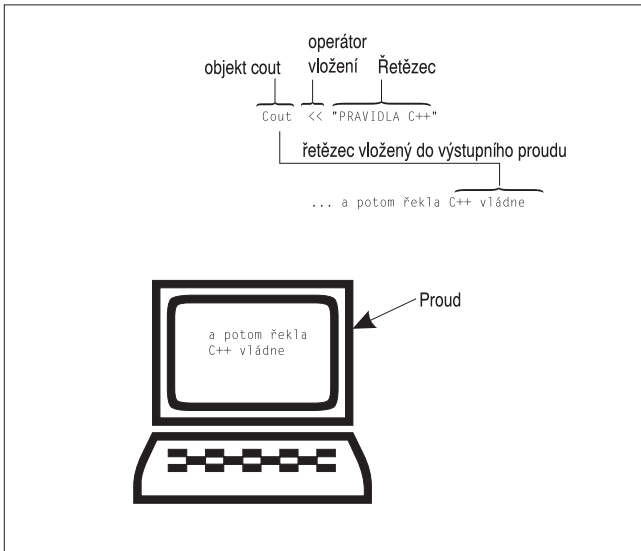 operátor
objekt cout vložení Řetězec
Cout << "PRAVIDLA C++"
řetězec vložený do výstupního proudu
... a potom řekla C++ vládne
Proud
a potom řekla
C++ vládne